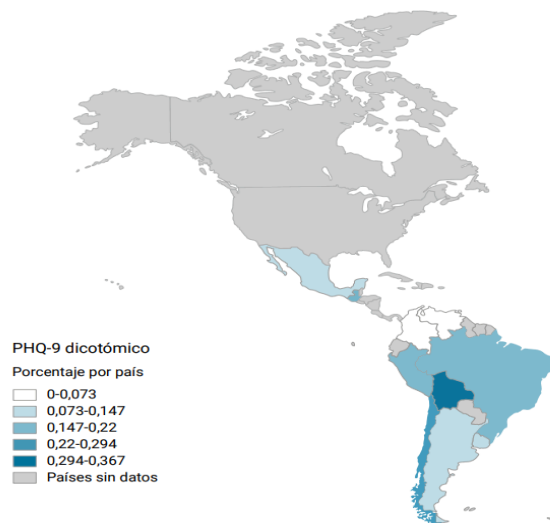 PHQ-9 dicotómico
Porcentaje por país
0-0,073
0,073-0,147
0,147-0,22
0,22-0,294
0,294-0,367
Países sin datos